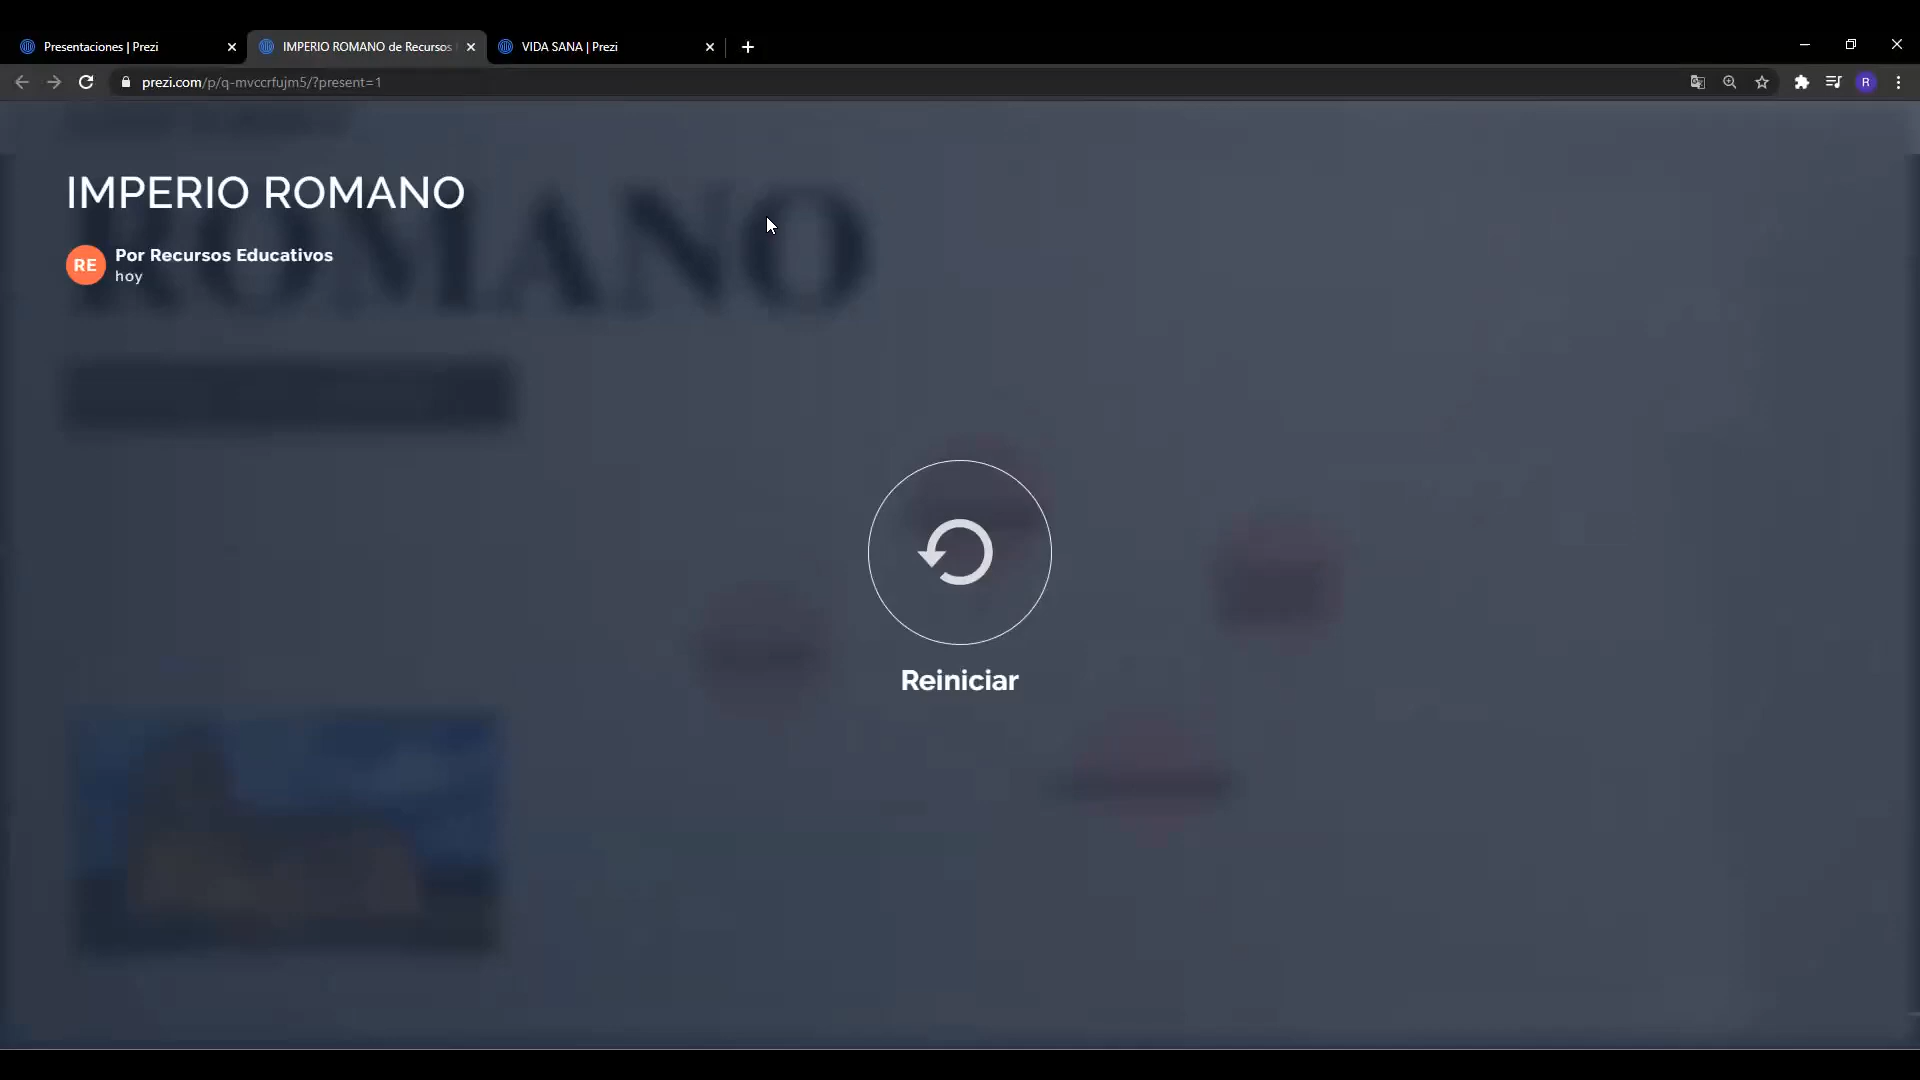 Presentaciones | Prezi
IMPERIO ROMANO de Recursos
VIDA SANA | Prezi
prezi.com/p/q-mvccrfujm5/?present=1
R
IMPERIO ROMANO
ROMANO
RE
Por Recursos Educativos
hoy
Reiniciar